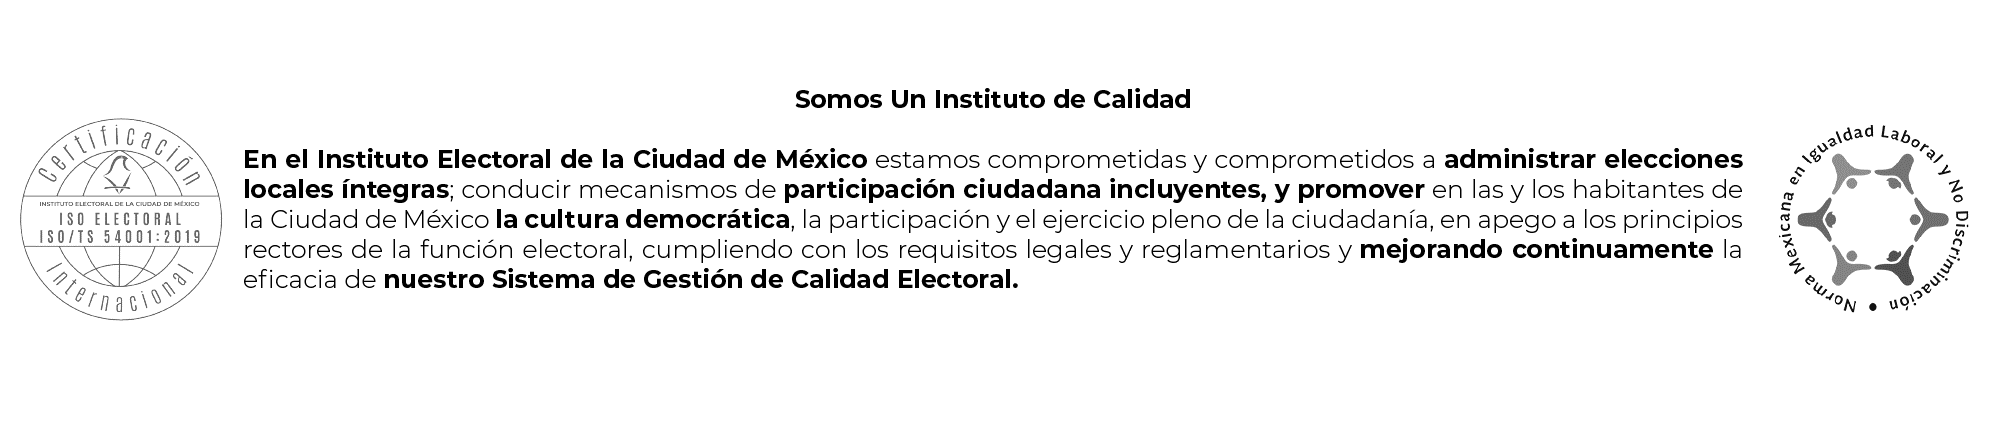 Somos Un Instituto de Calidad
Certificación
INSTITUTO ELECTORAL DE LA CIUDAD DE MÉXICO
ISO ELECTORAL
ISO/TS 54001:2019
Internacional
En el Instituto Electoral de la Ciudad de México estamos comprometidas y comprometidos a administrar elecciones
locales íntegras; conducir mecanismos de participación ciudadana incluyentes, y promover en las y los habitantes de
la Ciudad de México la cultura democrática, la participación y el ejercicio pleno de la ciudadanía, en apego a los principios
rectores de la función electoral, cumpliendo con los requisitos legales y reglamentarios y mejorando continuamente la
eficacia de nuestro Sistema de Gestión de Calidad Electoral.
Norma Mexicana en Igualdad Laboral y No Discriminación •